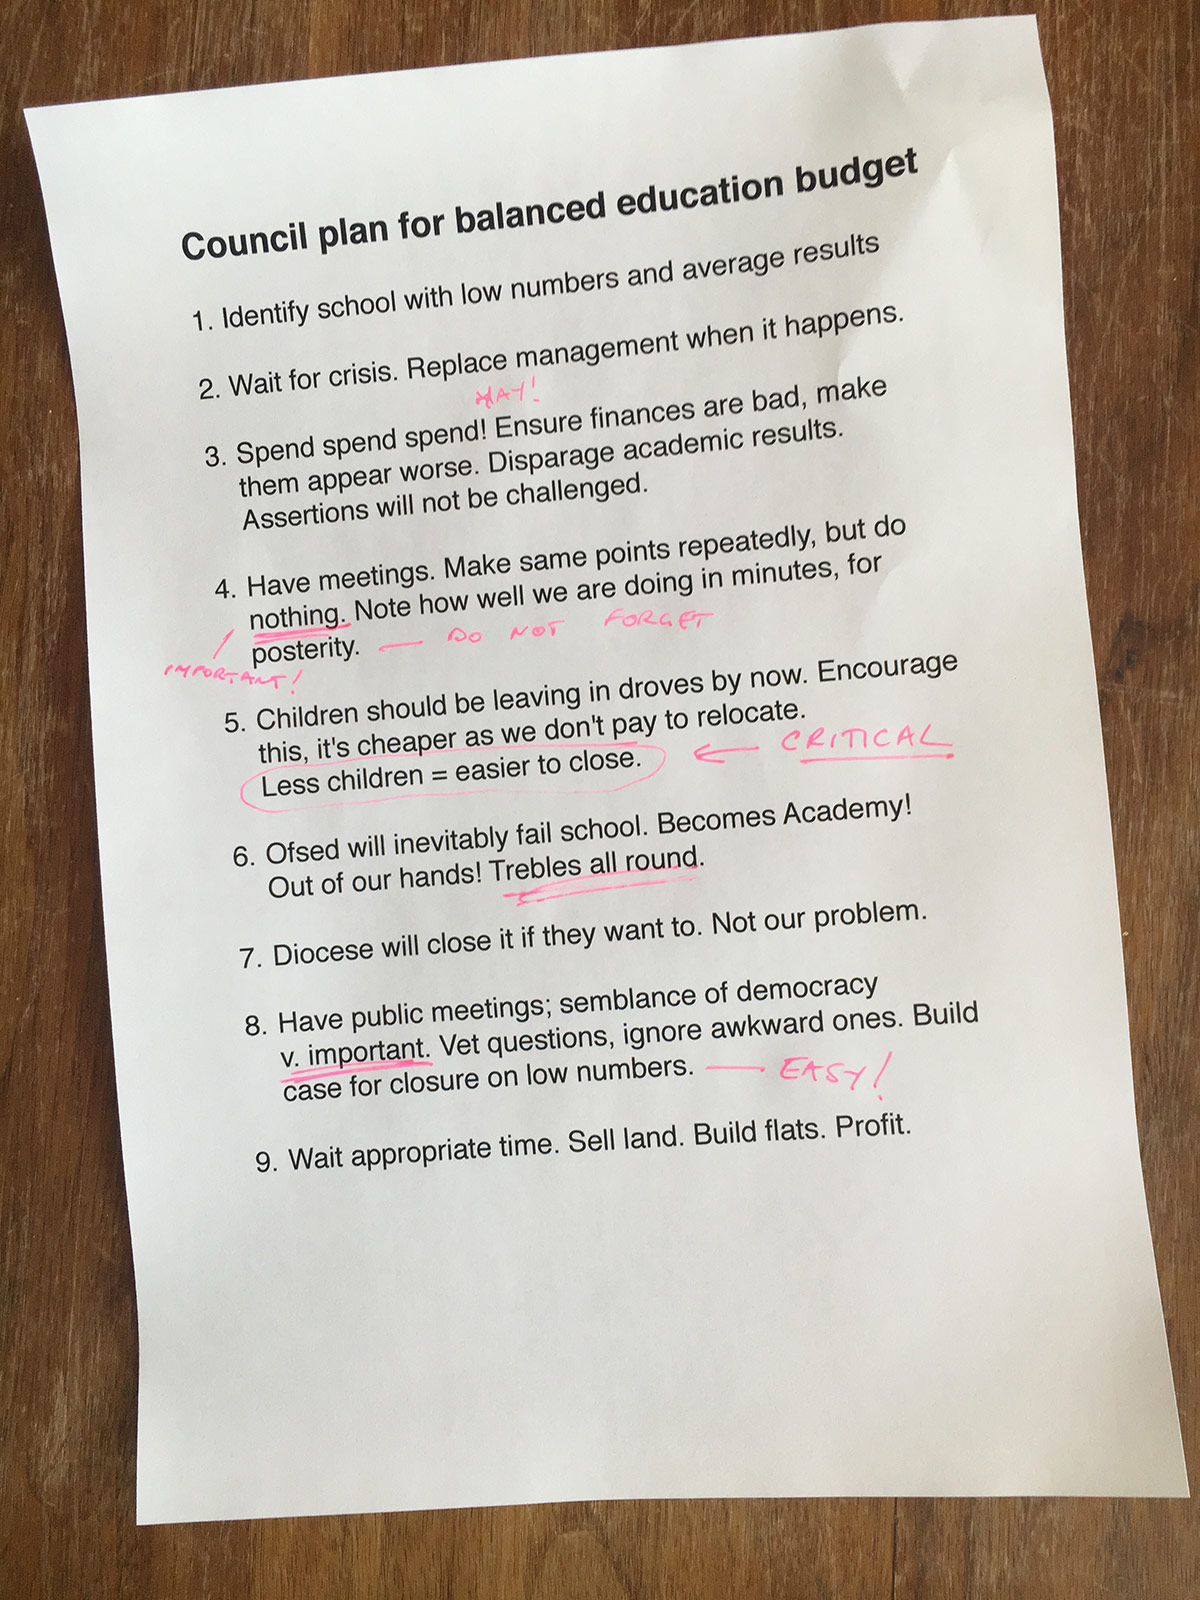 Council plan for balanced education budget
1. Identify school with low numbers and average results
2. Wait for crisis. Replace management when it happens.
YAY!
3. Spend spend spend! Ensure finances are bad, make
them appear worse. Disparage academic results.
Assertions will not be challenged.
4. Have meetings. Make same points repeatedly, but do
nothing. Note how well we are doing in minutes, for
posterity. — DO NOT FORGET
IMPORTANT!
5. Children should be leaving in droves by now. Encourage
this, it's cheaper as we don't pay to relocate.
Less children = easier to close. ← CRITICAL
6. Ofsed will inevitably fail school. Becomes Academy!
Out of our hands! Trebles all round.
7. Diocese will close it if they want to. Not our problem.
8. Have public meetings; semblance of democracy
v. important. Vet questions, ignore awkward ones. Build
case for closure on low numbers. — EASY!
9. Wait appropriate time. Sell land. Build flats. Profit.